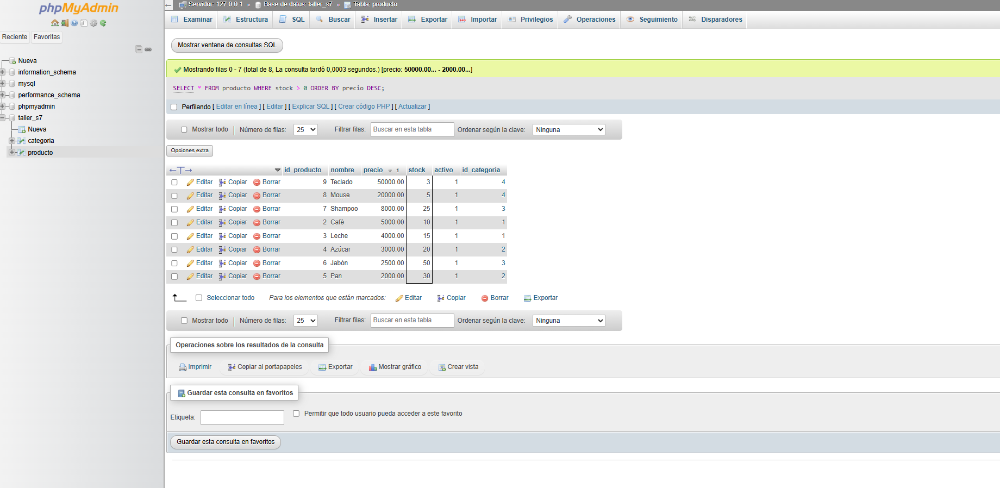 phpMyAdmin
Reciente Favoritas
Nueva
information_schema
mysql
performance_schema
phpmyadmin
taller_s7
Nueva
categoria
producto
Servidor: 127.0.0.1 » Base de datos: taller_s7 » Tabla: producto
Examinar Estructura SQL Buscar Insertar Exportar Importar Privilegios Operaciones Seguimiento Disparadores
Mostrar ventana de consultas SQL
Mostrando filas 0 - 7 (total de 8, La consulta tardó 0,0003 segundos.) [precio: 50000.00... - 2000.00...]
SELECT * FROM producto WHERE stock > 0 ORDER BY precio DESC;
Perfilando [ Editar en línea ] [ Editar ] [ Explicar SQL ] [ Crear código PHP ] [ Actualizar ]
Mostrar todo Número de filas: 25 Filtrar filas: Buscar en esta tabla Ordenar según la clave: Ninguna
Opciones extra
←T→ id_producto nombre precio 1 stock activo id_categoria
Editar Copiar Borrar 9 Teclado 50000.00 3 1 4
Editar Copiar Borrar 8 Mouse 20000.00 5 1 4
Editar Copiar Borrar 7 Shampoo 8000.00 25 1 3
Editar Copiar Borrar 2 Café 5000.00 10 1 1
Editar Copiar Borrar 3 Leche 4000.00 15 1 1
Editar Copiar Borrar 4 Azúcar 3000.00 20 1 2
Editar Copiar Borrar 6 Jabón 2500.00 50 1 3
Editar Copiar Borrar 5 Pan 2000.00 30 1 2
Seleccionar todo Para los elementos que están marcados: Editar Copiar Borrar Exportar
Mostrar todo Número de filas: 25 Filtrar filas: Buscar en esta tabla Ordenar según la clave: Ninguna
Operaciones sobre los resultados de la consulta
Imprimir Copiar al portapapeles Exportar Mostrar gráfico Crear vista
Guardar esta consulta en favoritos
Etiqueta: Permitir que todo usuario pueda acceder a este favorito
Guardar esta consulta en favoritos